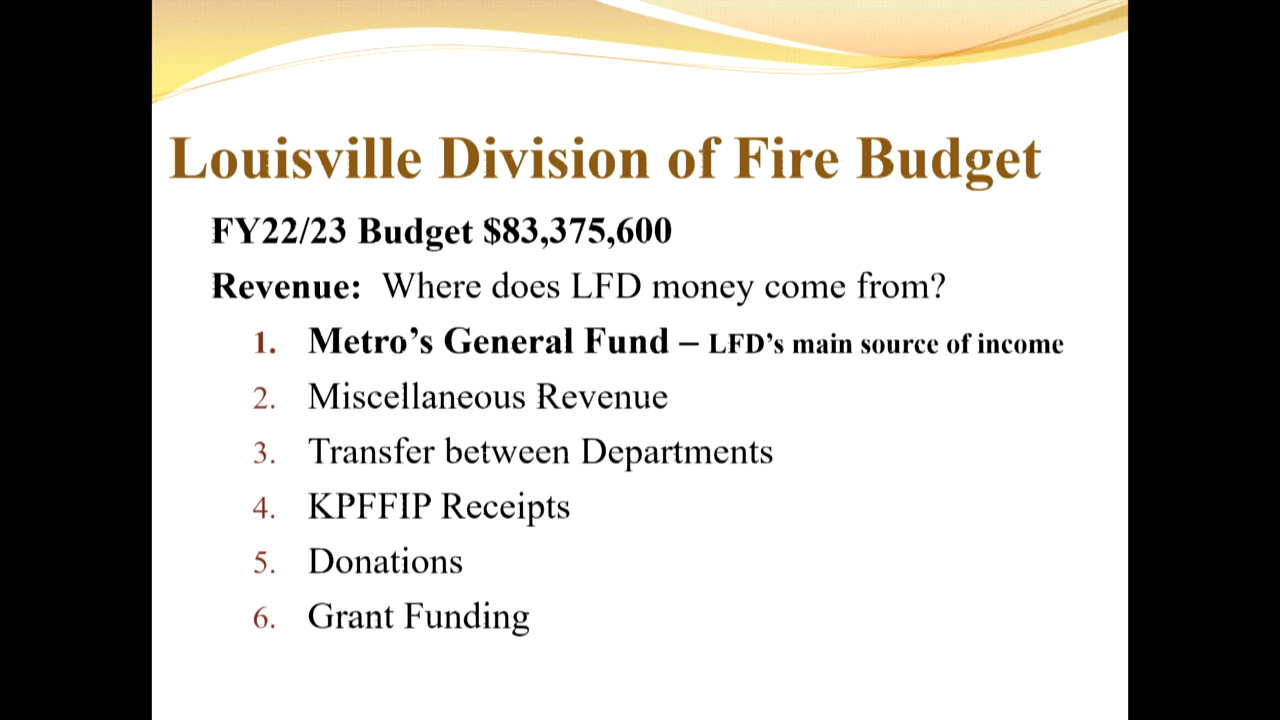 Louisville Division of Fire Budget
FY22/23 Budget $83,375,600
Revenue: Where does LFD money come from?
1. Metro’s General Fund – LFD’s main source of income
2. Miscellaneous Revenue
3. Transfer between Departments
4. KPFFIP Receipts
5. Donations
6. Grant Funding